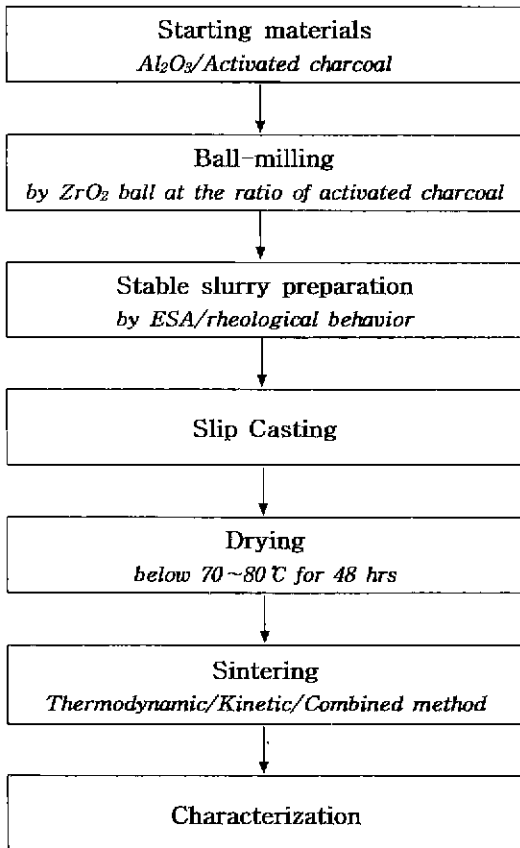 Starting materials
Al₂O₃/Activated charcoal
Ball-milling
by ZrO₂ ball at the ratio of activated charcoal
Stable slurry preparation
by ESA/rheological behavior
Slip Casting
Drying
below 70~80℃ for 48 hrs
Sintering
Thermodynamic/Kinetic/Combined method
Characterization